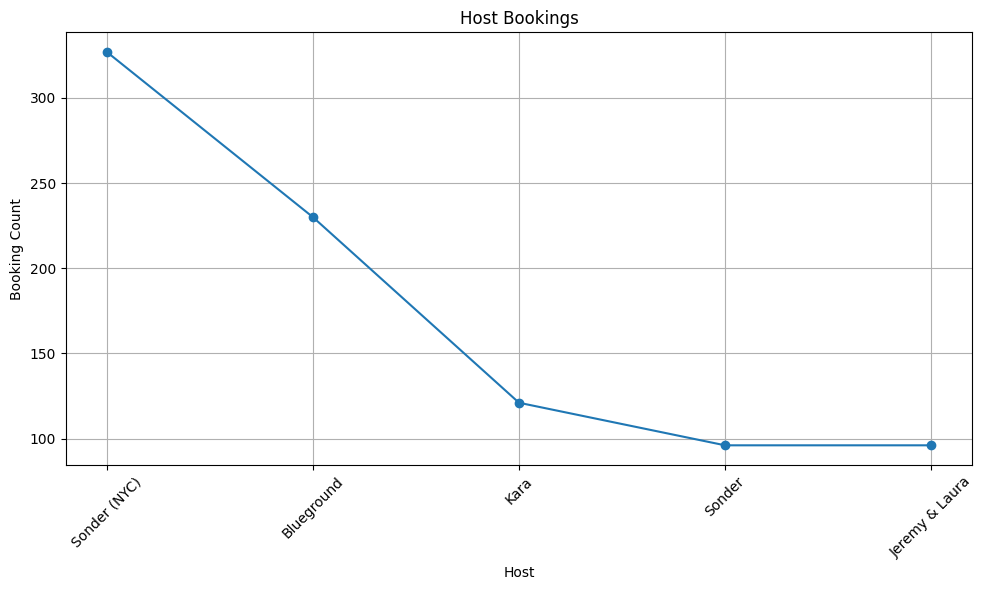 Host Bookings
Booking Count
300
250
200
150
100
Sonder (NYC)
Blueground
Kara
Sonder
Jeremy & Laura
Host